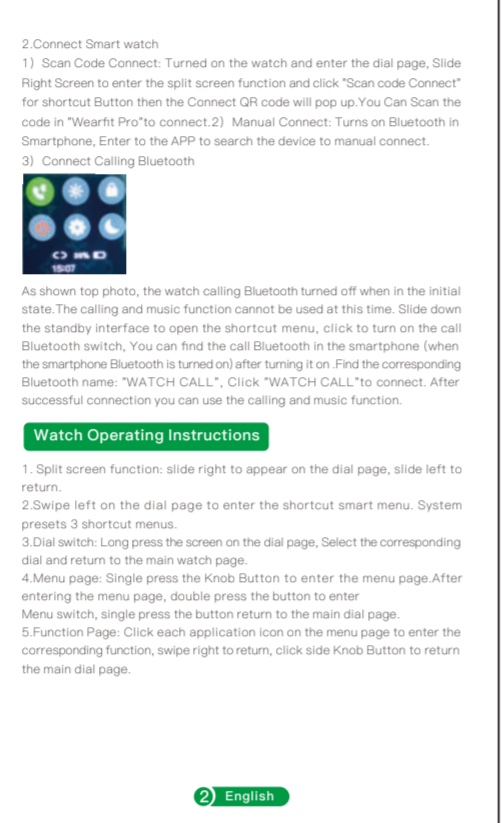 2.Connect Smart watch
1）Scan Code Connect: Turned on the watch and enter the dial page, Slide
Right Screen to enter the split screen function and click "Scan code Connect"
for shortcut Button then the Connect QR code will pop up.You Can Scan the
code in "Wearfit Pro"to connect.2）Manual Connect: Turns on Bluetooth in
Smartphone, Enter to the APP to search the device to manual connect.
3）Connect Calling Bluetooth
15:07
As shown top photo, the watch calling Bluetooth turned off when in the initial
state.The calling and music function cannot be used at this time. Slide down
the standby interface to open the shortcut menu, click to turn on the call
Bluetooth switch, You can find the call Bluetooth in the smartphone (when
the smartphone Bluetooth is turned on) after turning it on .Find the corresponding
Bluetooth name: "WATCH CALL", Click "WATCH CALL"to connect. After
successful connection you can use the calling and music function.
Watch Operating Instructions
1. Split screen function: slide right to appear on the dial page, slide left to
return.
2.Swipe left on the dial page to enter the shortcut smart menu. System
presets 3 shortcut menus.
3.Dial switch: Long press the screen on the dial page, Select the corresponding
dial and return to the main watch page.
4.Menu page: Single press the Knob Button to enter the menu page.After
entering the menu page, double press the button to enter
Menu switch, single press the button return to the main dial page.
5.Function Page: Click each application icon on the menu page to enter the
corresponding function, swipe right to return, click side Knob Button to return
the main dial page.
2 English